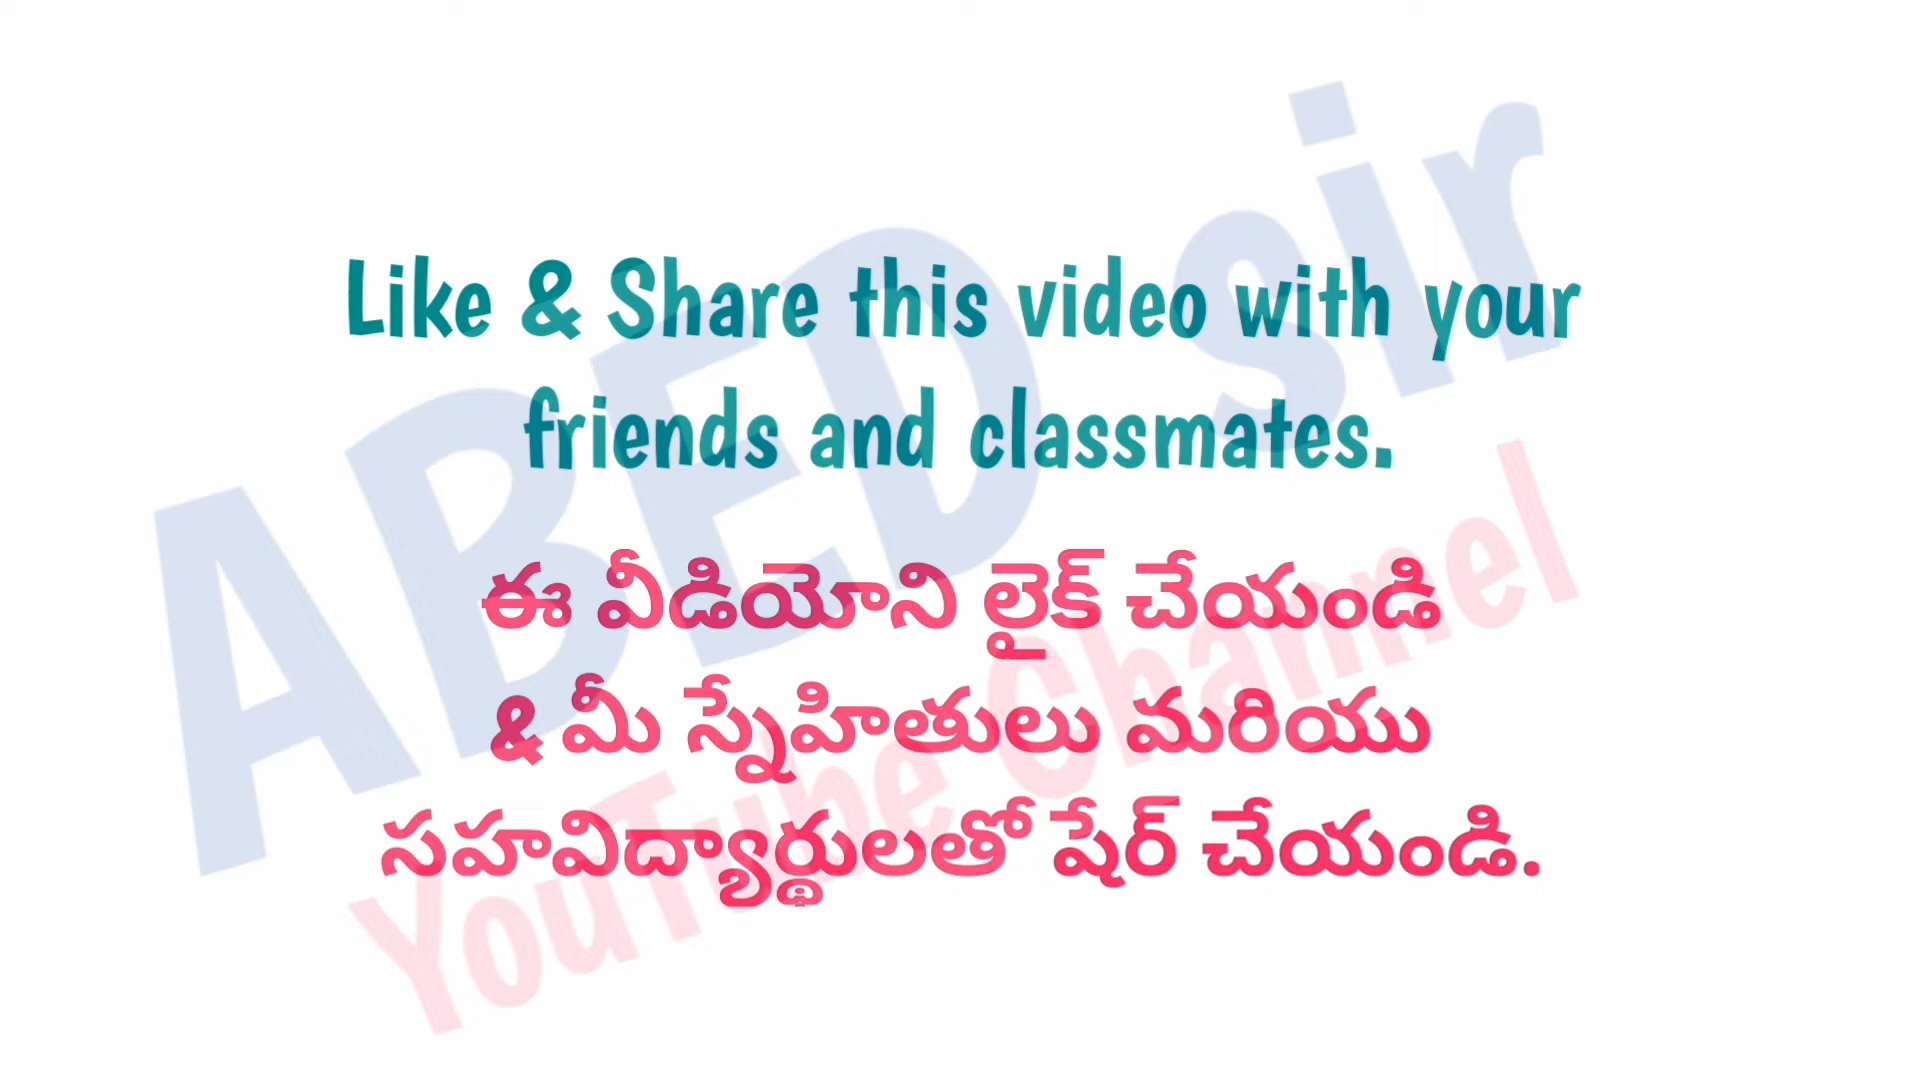 Like & Share this video with your
friends and classmates.
ఈ వీడియోని లైక్ చేయండి
& మీ స్నేహితులు మరియు
సహవిద్యార్థులతో షేర్ చేయండి.
ABED sir
YouTube Channel